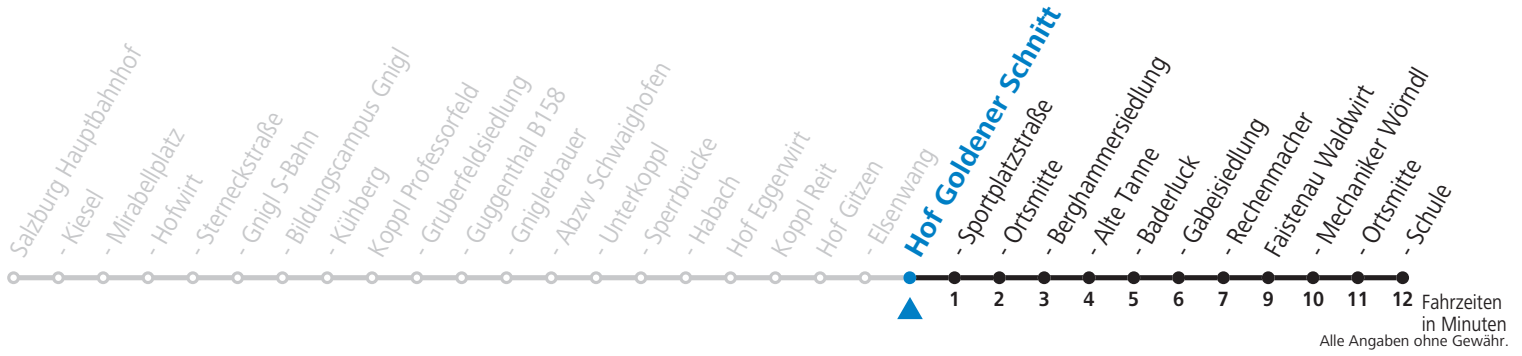 Salzburg Hauptbahnhof
- Kiesel
- Mirabellplatz
- Hofwirt
- Sterneckstraße
- Gnigl S-Bahn
- Bildungscampus Gnigl
- Kühberg
Koppl Professorfeld
- Gruberfeldsiedlung
- Guggenthal B158
- Gniglerbauer
- Abzw Schwaighofen
- Unterkoppl
- Sperrbrücke
- Habach
Hof Eggenwirt
Koppl Reit
Hof Gitzen
- Elsenwang
Hof Goldener Schnitt
- Sportplatzstraße
- Ortsmitte
- Berghammersiedlung
- Alte Tanne
- Baderluck
- Gabeisiedlung
- Rechenmacher
Faistenau Waldwirt
- Mechaniker Wörndl
- Ortsmitte
- Schule
1 2 3 4 5 6 7 9 10 11 12 Fahrzeiten
in Minuten
Alle Angaben ohne Gewähr.